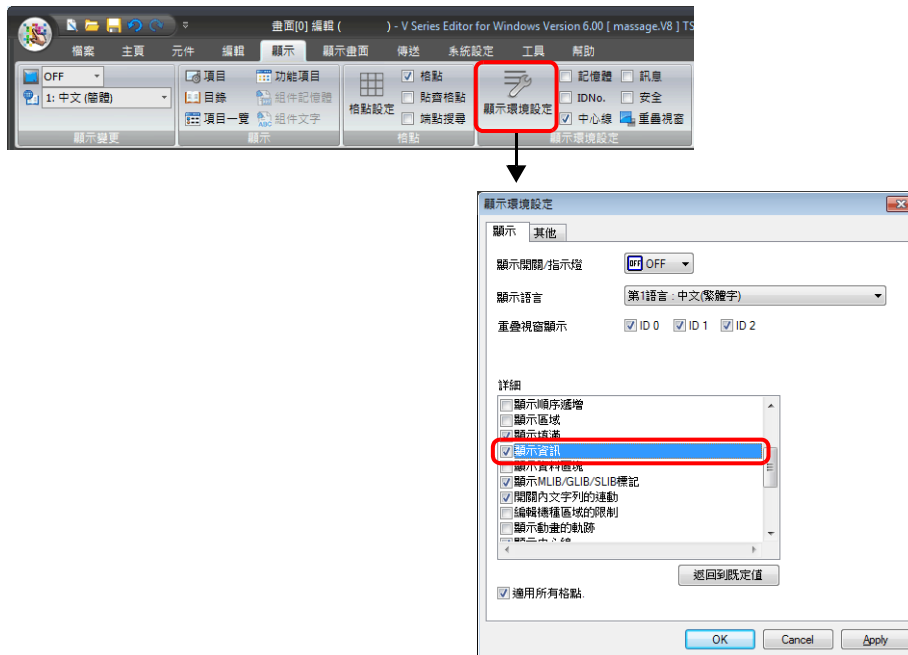 畫面[0] 編輯 ( ) - V Series Editor for Windows Version 6.00 [ massage.V8 ] TS
檔案 主頁 元件 編輯 顯示 顯示畫面 傳送 系統設定 工具 幫助
OFF
1: 中文 (簡體)
顯示變更
項目 功能項目
目錄 組件記憶體
項目一覽 組件文字
顯示
格點設定
格點
貼齊格點
端點搜尋
格點
顯示環境設定
記憶體 訊息
IDNo. 安全
中心線 重疊視窗
顯示環境設定
顯示環境設定
顯示 其他
顯示開關/指示燈 OFF OFF
顯示語言 第1語言 : 中文(繁體字)
重疊視窗顯示 ID 0 ID 1 ID 2
詳細
顯示順序遞增
顯示區域
顯示填滿
顯示資訊
顯示資料區塊
顯示MLIB/GLIB/SLIB標記
開關內文字列的連動
編輯機種區域的限制
顯示動畫的軌跡
顯示中心線
返回到既定值
適用所有格點.
OK Cancel Apply